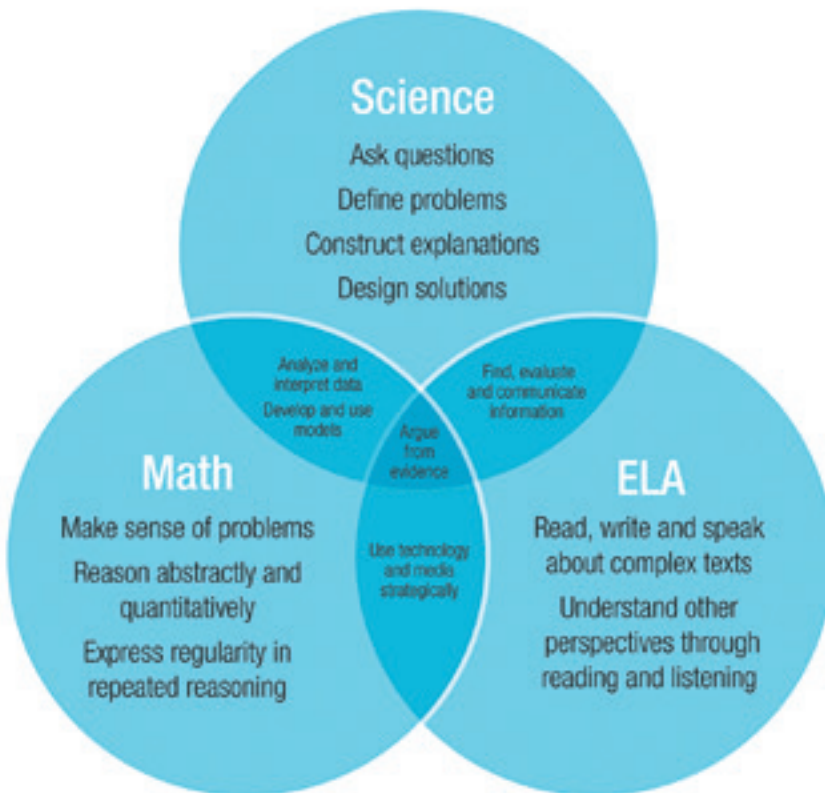 Science
Ask questions
Define problems
Construct explanations
Design solutions
Analyze and
interpret data
Develop and use
models
Find, evaluate
and communicate
information
Argue
from
evidence
Math
Make sense of problems
Reason abstractly and
quantitatively
Express regularity in
repeated reasoning
Use technology
and media
strategically
ELA
Read, write and speak
about complex texts
Understand other
perspectives through
reading and listening